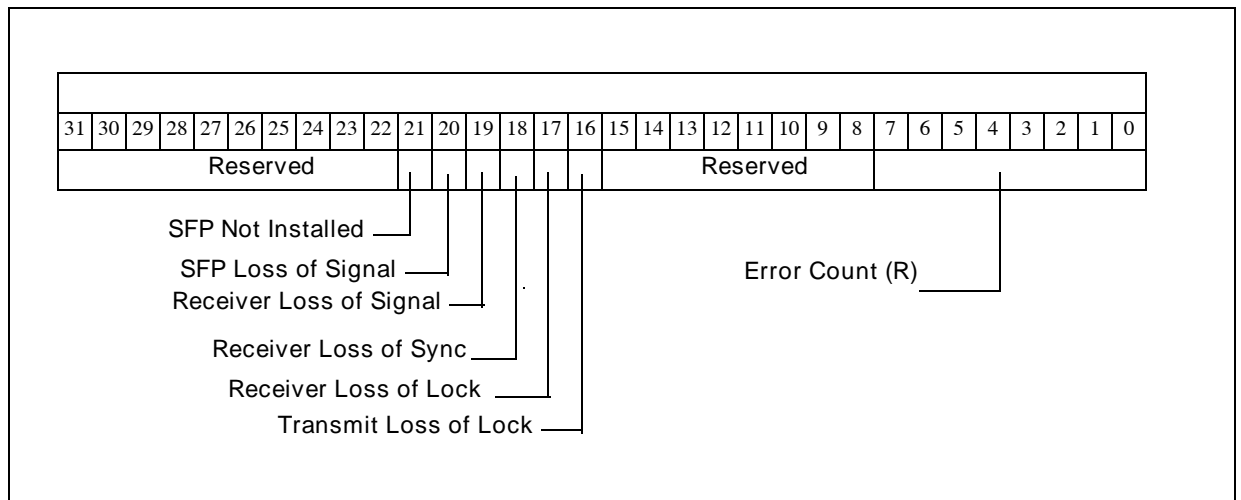 31 30 29 28 27 26 25 24 23 22 21 20 19 18 17 16 15 14 13 12 11 10 9 8 7 6 5 4 3 2 1 0
Reserved Reserved
SFP Not Installed
SFP Loss of Signal
Error Count (R)
Receiver Loss of Signal
Receiver Loss of Sync
Receiver Loss of Lock
Transmit Loss of Lock